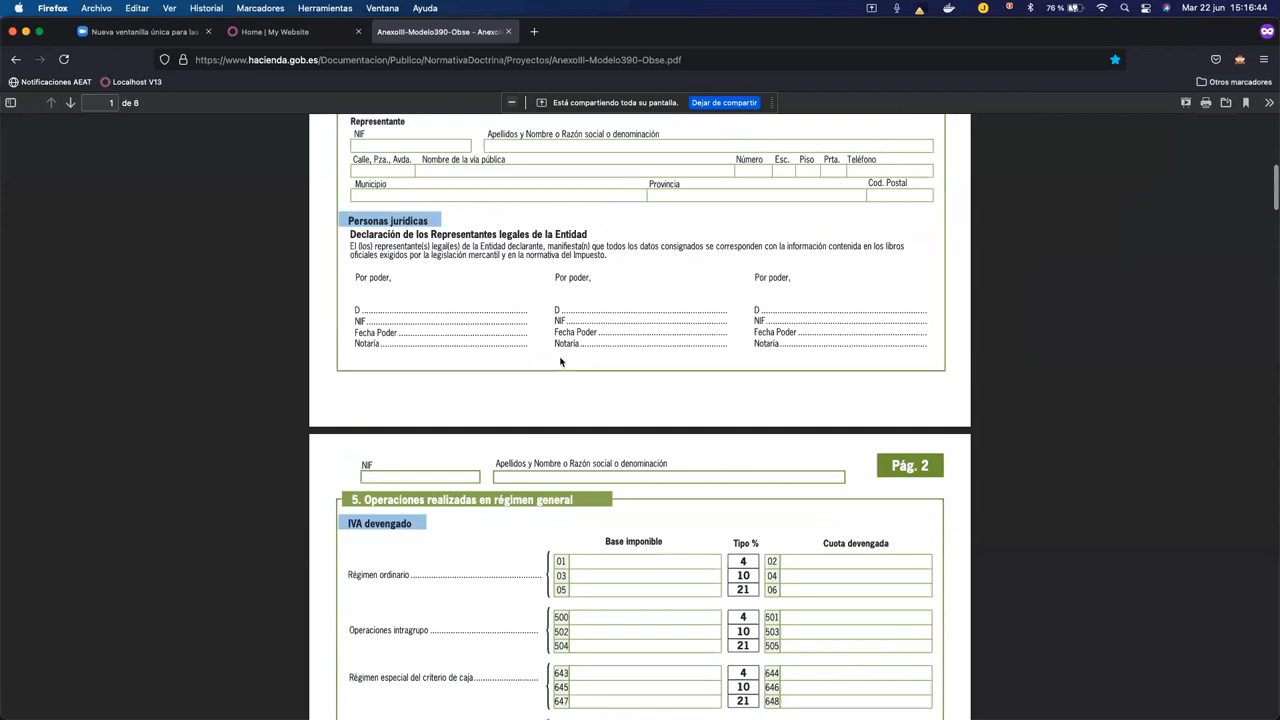 Firefox Archivo Editar Ver Historial Marcadores Herramientas Ventana Ayuda 76 % Mar 22 jun 15:16:44
Nueva ventanilla única para las Home | My Website AnexoIII-Modelo390-Obse - AnexoI
https://www.hacienda.gob.es/Documentacion/Publico/NormativaDoctrina/Proyectos/AnexoIII-Modelo390-Obse.pdf
Notificaciones AEAT Localhost V13 Otros marcadores
1 de 8 Está compartiendo toda su pantalla. Dejar de compartir
Representante
NIF Apellidos y Nombre o Razón social o denominación
Calle, Pza., Avda. Nombre de la vía pública Número Esc. Piso Prta. Teléfono
Municipio Provincia Cod. Postal
Personas jurídicas
Declaración de los Representantes legales de la Entidad
El (los) representante(s) legal(es) de la Entidad declarante, manifiesta(n) que todos los datos consignados se corresponden con la información contenida en los libros
oficiales exigidos por la legislación mercantil y en la normativa del Impuesto.
Por poder, Por poder, Por poder,
D D D
NIF NIF NIF
Fecha Poder Fecha Poder Fecha Poder
Notaría Notaría Notaría
NIF Apellidos y Nombre o Razón social o denominación Pág. 2
5. Operaciones realizadas en régimen general
IVA devengado
Base imponible Tipo % Cuota devengada
01 4 02
Régimen ordinario 03 10 04
05 21 06
500 4 501
Operaciones intragrupo 502 10 503
504 21 505
643 4 644
Régimen especial del criterio de caja 645 10 646
647 21 648